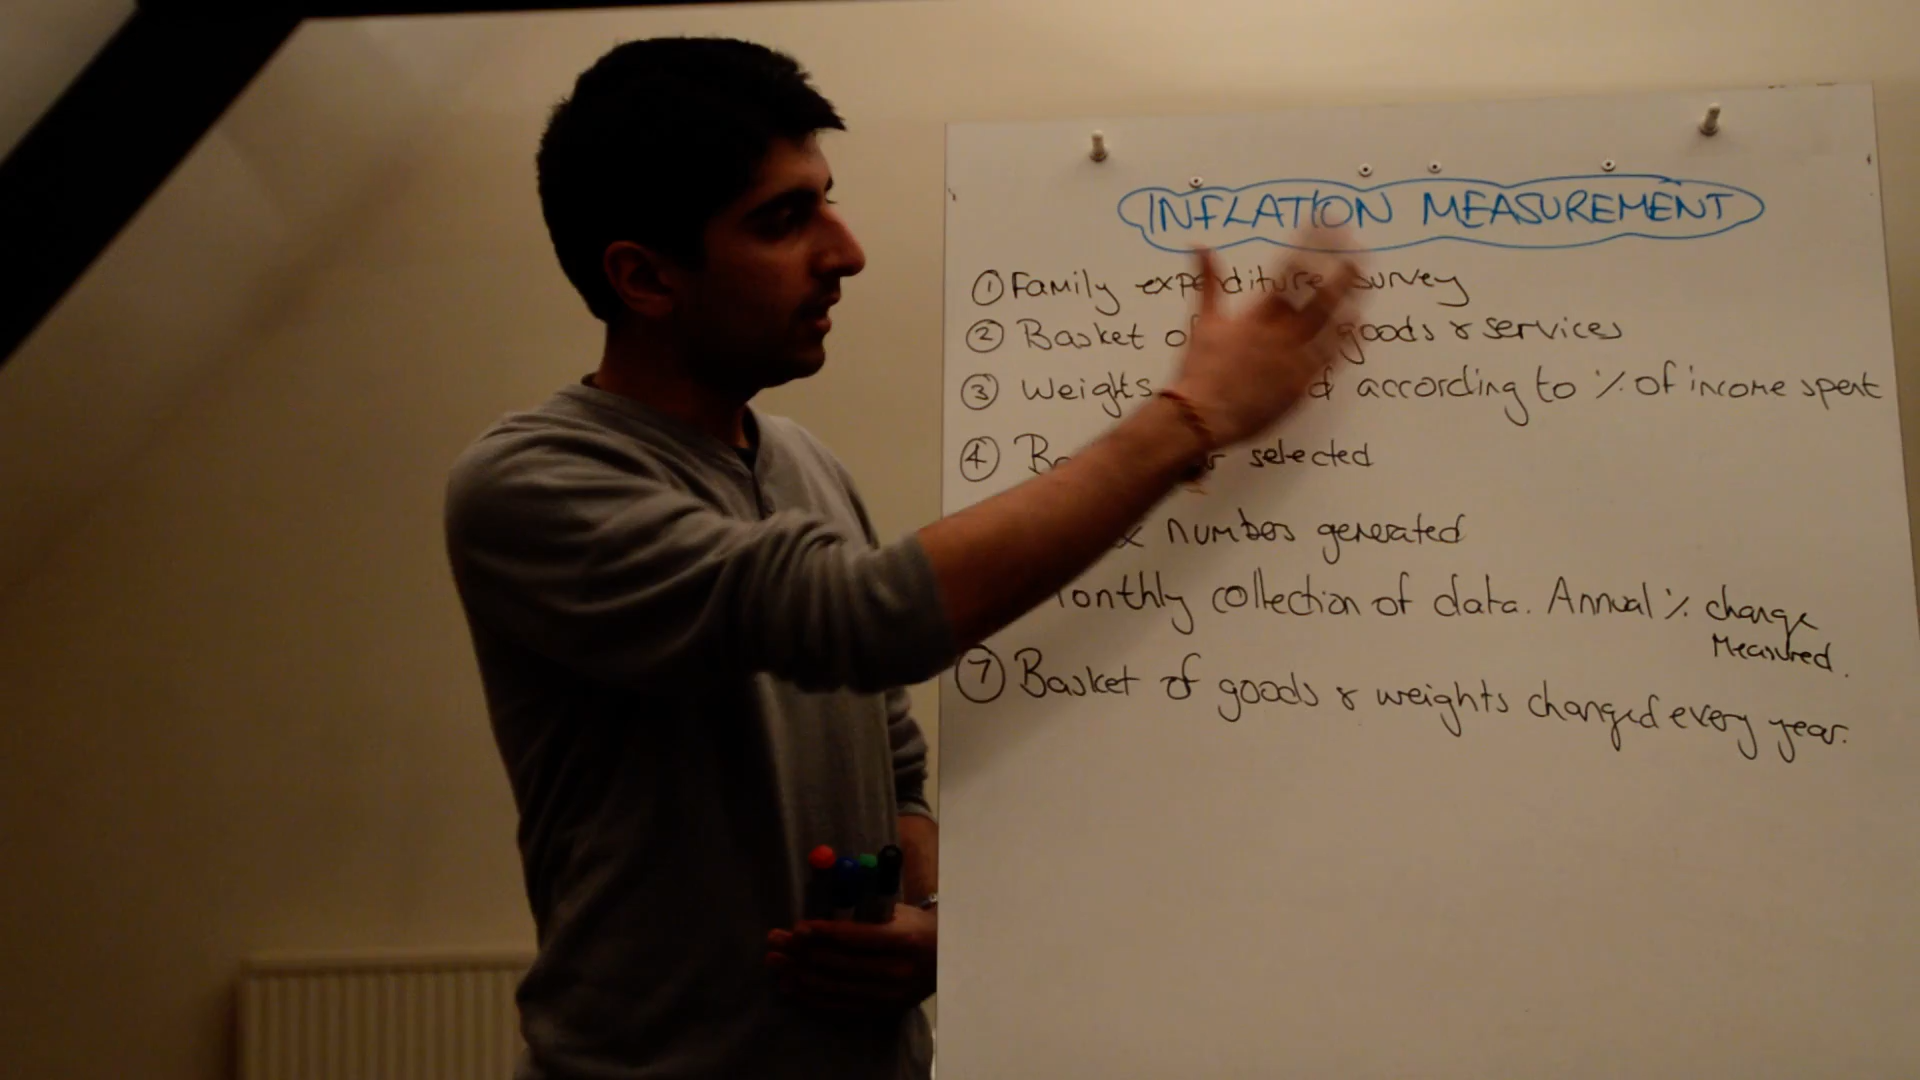 INFLATION MEASUREMENT
① Family expenditure survey
② Basket of goods & services
③ Weights according to % of income spent
④ selected
numbers generated
Monthly collection of data. Annual % change
Measured.
⑦ Basket of goods & weights changed every year.